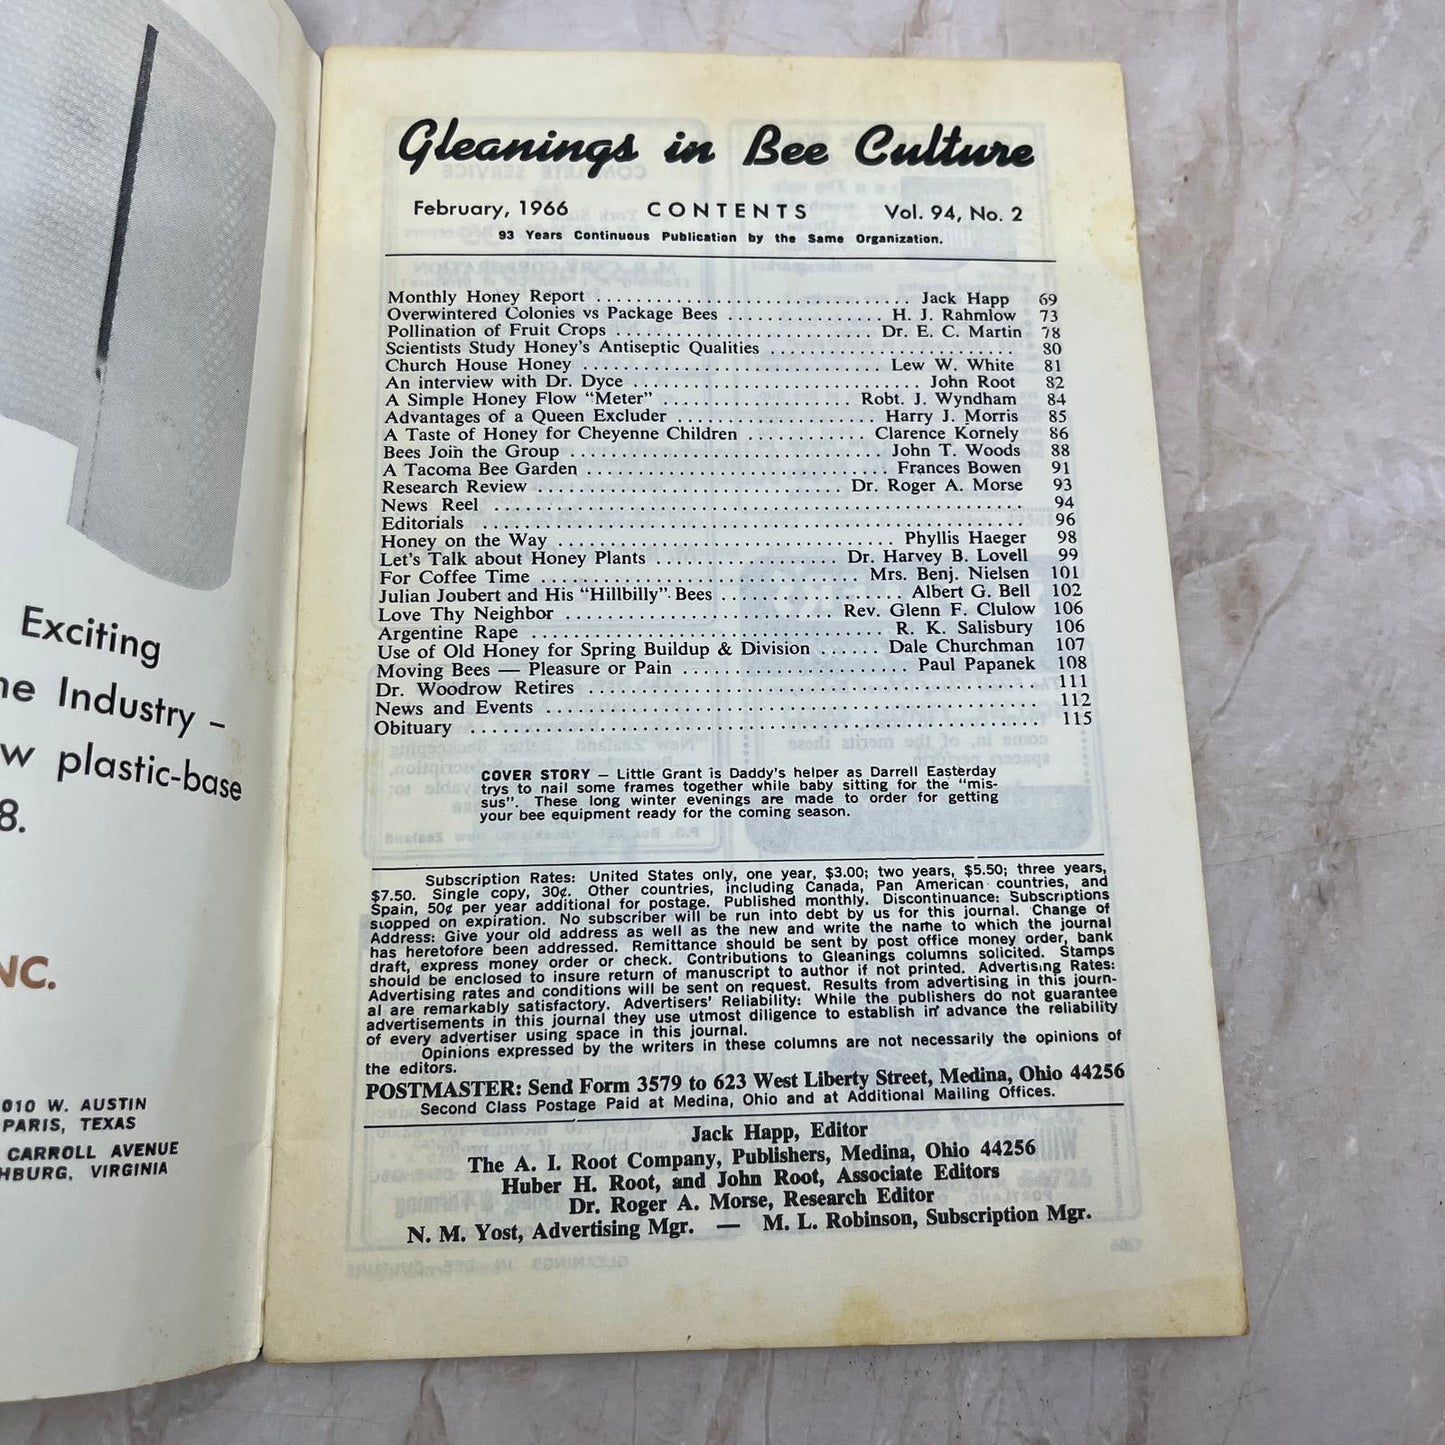 Exciting
he Industry –
w plastic-base
8.
NC.
010 W. AUSTIN
PARIS, TEXAS
CARROLL AVENUE
HBURG, VIRGINIA
Gleanings in Bee Culture
February, 1966 CONTENTS Vol. 94, No. 2
93 Years Continuous Publication by the Same Organization.
Monthly Honey Report . . . . . . . . . . Jack Happ 69
Overwintered Colonies vs Package Bees . . . . . . . . . . H. J. Rahmlow 73
Pollination of Fruit Crops . . . . . . . . . . Dr. E. C. Martin 78
Scientists Study Honey's Antiseptic Qualities . . . . . . . . . . 80
Church House Honey . . . . . . . . . . Lew W. White 81
An interview with Dr. Dyce . . . . . . . . . . John Root 82
A Simple Honey Flow "Meter" . . . . . . . . . . Robt. J. Wyndham 84
Advantages of a Queen Excluder . . . . . . . . . . Harry J. Morris 85
A Taste of Honey for Cheyenne Children . . . . . . . . . . Clarence Kornely 86
Bees Join the Group . . . . . . . . . . John T. Woods 88
A Tacoma Bee Garden . . . . . . . . . . Frances Bowen 91
Research Review . . . . . . . . . . Dr. Roger A. Morse 93
News Reel . . . . . . . . . . 94
Editorials . . . . . . . . . . 96
Honey on the Way . . . . . . . . . . Phyllis Haeger 98
Let's Talk about Honey Plants . . . . . . . . . . Dr. Harvey B. Lovell 99
For Coffee Time . . . . . . . . . . Mrs. Benj. Nielsen 101
Julian Joubert and His "Hillbilly" Bees . . . . . . . . . . Albert G. Bell 102
Love Thy Neighbor . . . . . . . . . . Rev. Glenn F. Clulow 106
Argentine Rape . . . . . . . . . . R. K. Salisbury 106
Use of Old Honey for Spring Buildup & Division . . . . . . Dale Churchman 107
Moving Bees — Pleasure or Pain . . . . . . . . . . Paul Papanek 108
Dr. Woodrow Retires . . . . . . . . . . 111
News and Events . . . . . . . . . . 112
Obituary . . . . . . . . . . 115
COVER STORY – Little Grant is Daddy's helper as Darrell Easterday
trys to nail some frames together while baby sitting for the "mis-
sus". These long winter evenings are made to order for getting
your bee equipment ready for the coming season.
Subscription Rates: United States only, one year, $3.00; two years, $5.50; three years,
$7.50. Single copy, 30¢. Other countries, including Canada, Pan American countries, and
Spain, 50¢ per year additional for postage. Published monthly. Discontinuance: Subscriptions
stopped on expiration. No subscriber will be run into debt by us for this journal. Change of
Address: Give your old address as well as the new and write the name to which the journal
has heretofore been addressed. Remittance should be sent by post office money order, bank
draft, express money order or check. Contributions to Gleanings columns solicited. Stamps
should be enclosed to insure return of manuscript to author if not printed. Advertising Rates:
Advertising rates and conditions will be sent on request. Results from advertising in this journ-
al are remarkably satisfactory. Advertisers' Reliability: While the publishers do not guarantee
advertisements in this journal they use utmost diligence to establish in advance the reliability
of every advertiser using space in this journal.
Opinions expressed by the writers in these columns are not necessarily the opinions of
the editors.
POSTMASTER: Send Form 3579 to 623 West Liberty Street, Medina, Ohio 44256
Second Class Postage Paid at Medina, Ohio and at Additional Mailing Offices.
Jack Happ, Editor
The A. I. Root Company, Publishers, Medina, Ohio 44256
Huber H. Root, and John Root, Associate Editors
Dr. Roger A. Morse, Research Editor
N. M. Yost, Advertising Mgr. — M. L. Robinson, Subscription Mgr.